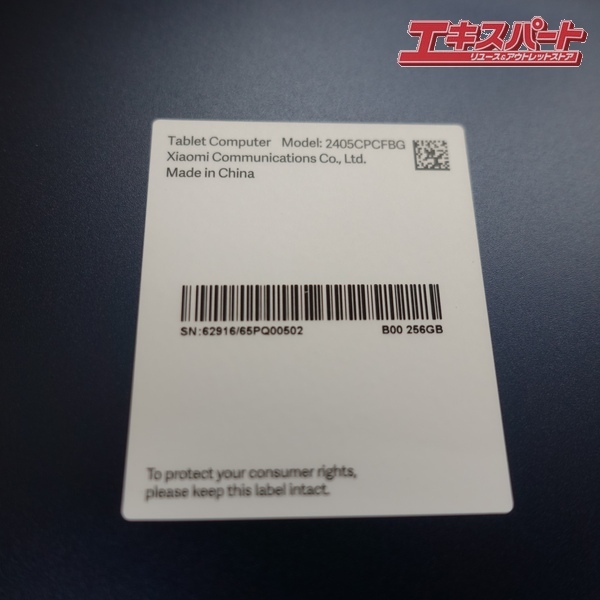 エキスパート
リユース&アウトレットストア
Tablet Computer Model: 2405CPCFBG
Xiaomi Communications Co., Ltd.
Made in China
SN:62916/65PQ00502 B00 256GB
To protect your consumer rights,
please keep this label intact.